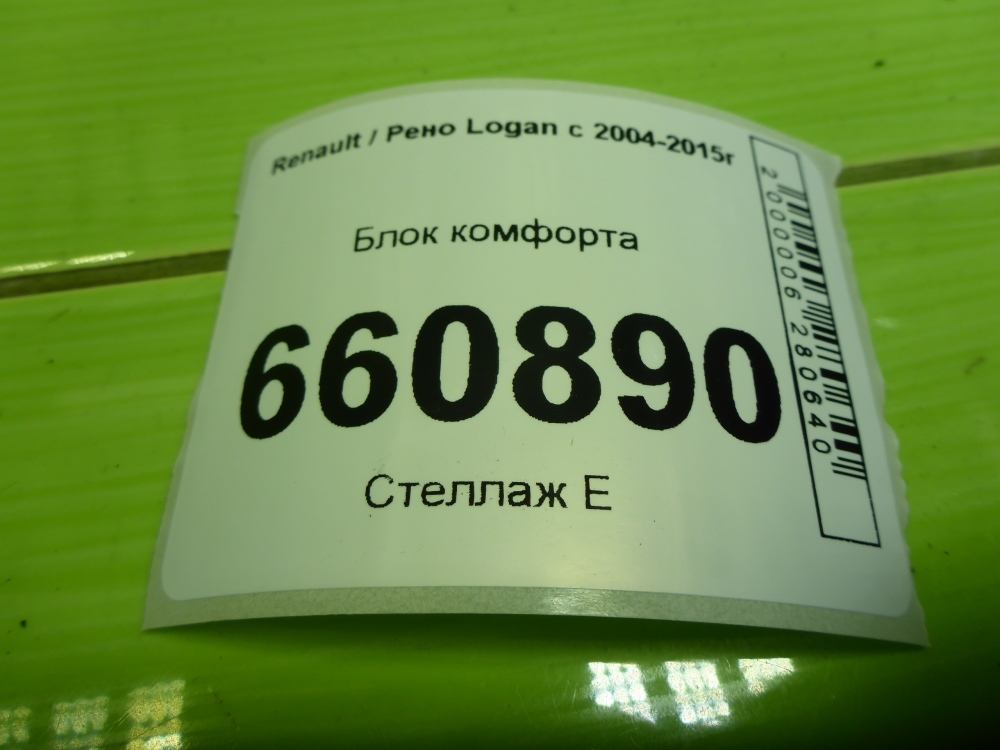 Renault / Рено Logan с 2004-2015г
Блок комфорта
660890
Стеллаж Е
2000006280640